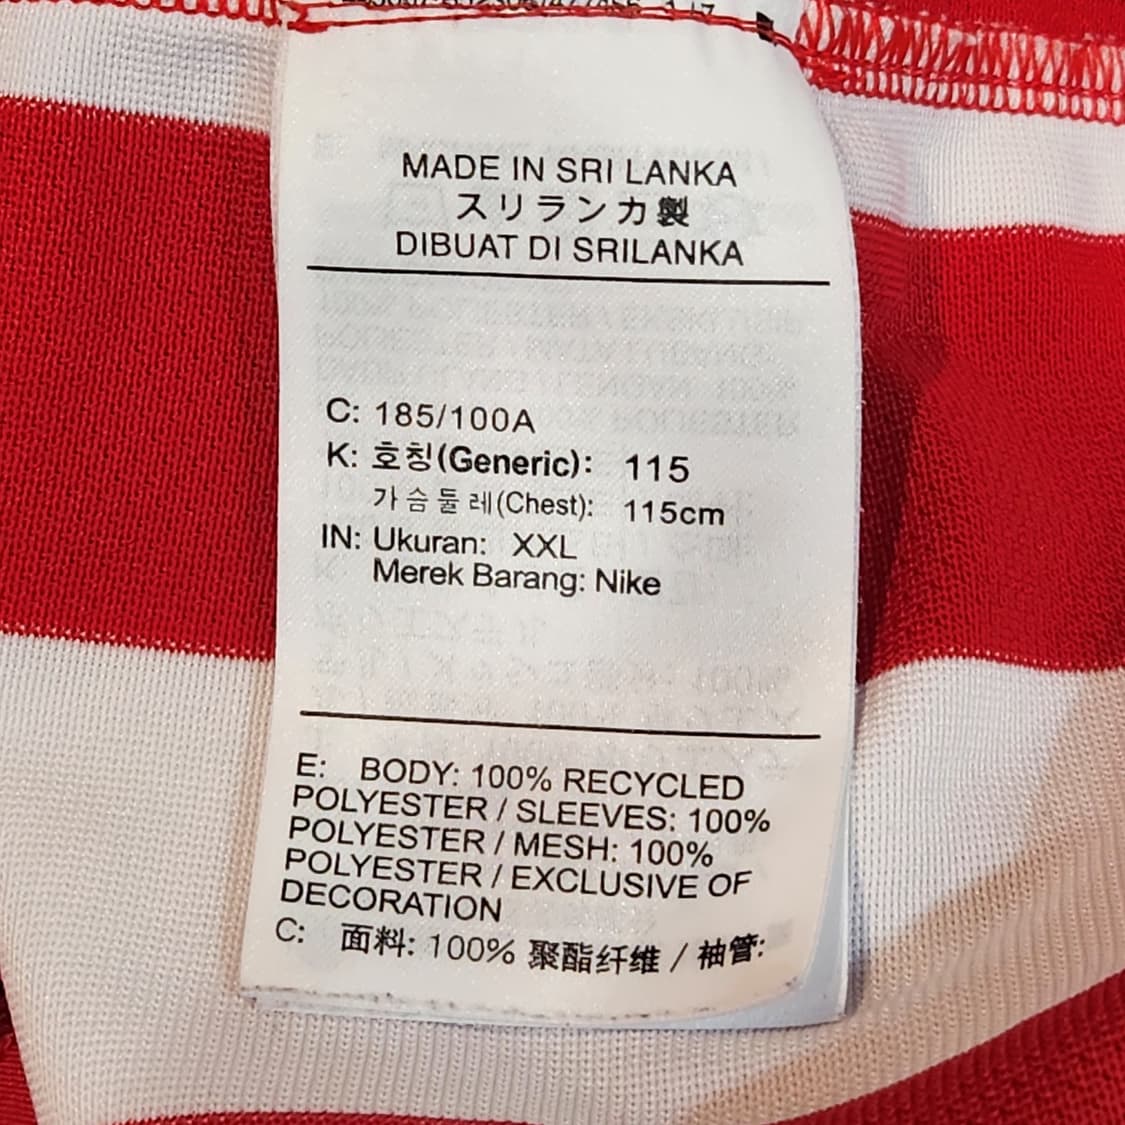 MADE IN SRI LANKA
スリランカ製
DIBUAT DI SRILANKA
C: 185/100A
K: 호칭(Generic): 115
가슴둘레(Chest): 115cm
IN: Ukuran: XXL
Merek Barang: Nike
E: BODY: 100% RECYCLED
POLYESTER / SLEEVES: 100%
POLYESTER / MESH: 100%
POLYESTER / EXCLUSIVE OF
DECORATION
C: 面料: 100% 聚酯纤维 / 袖管: